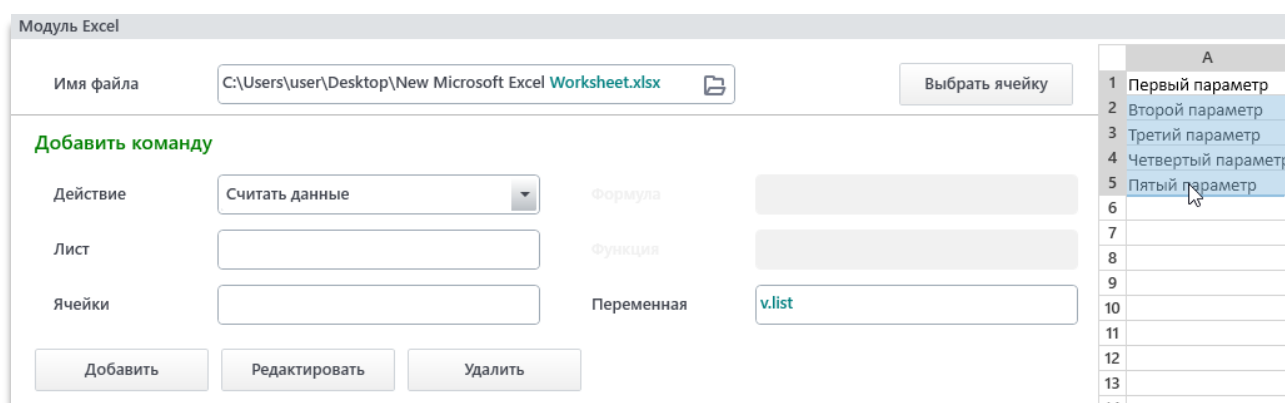 Модуль Excel
Имя файла C:\Users\user\Desktop\New Microsoft Excel Worksheet.xlsx Выбрать ячейку
Добавить команду
Действие Считать данные Формула
Лист Функция
Ячейки Переменная v.list
Добавить Редактировать Удалить
A
1 Первый параметр
2 Второй параметр
3 Третий параметр
4 Четвертый параметр
5 Пятый параметр
6
7
8
9
10
11
12
13